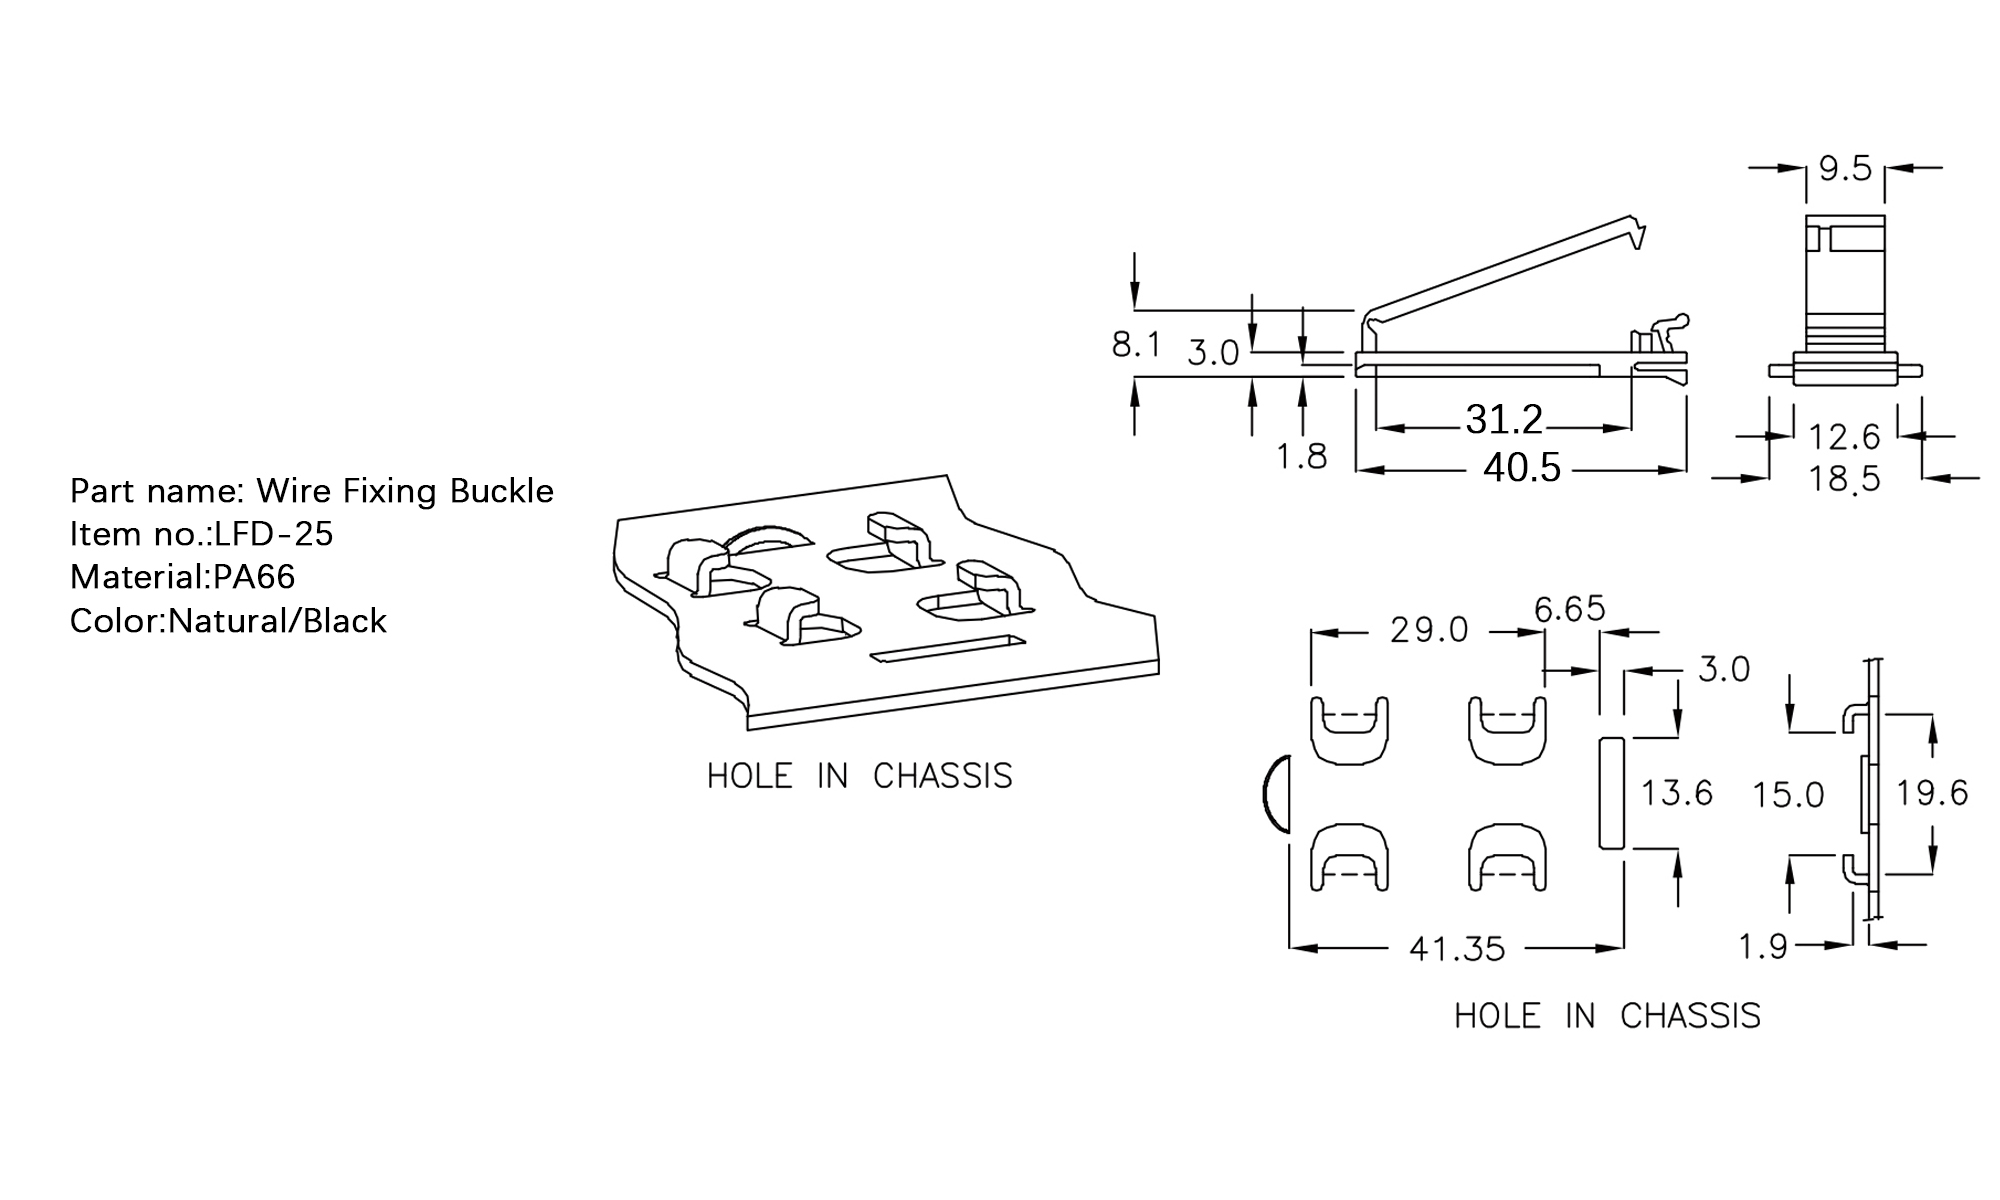 Part name: Wire Fixing Buckle
Item no.:LFD-25
Material:PA66
Color:Natural/Black
9.5
8.1
3.0
1.8
31.2
40.5
12.6
18.5
HOLE IN CHASSIS
29.0
6.65
3.0
13.6
15.0
19.6
41.35
1.9
HOLE IN CHASSIS